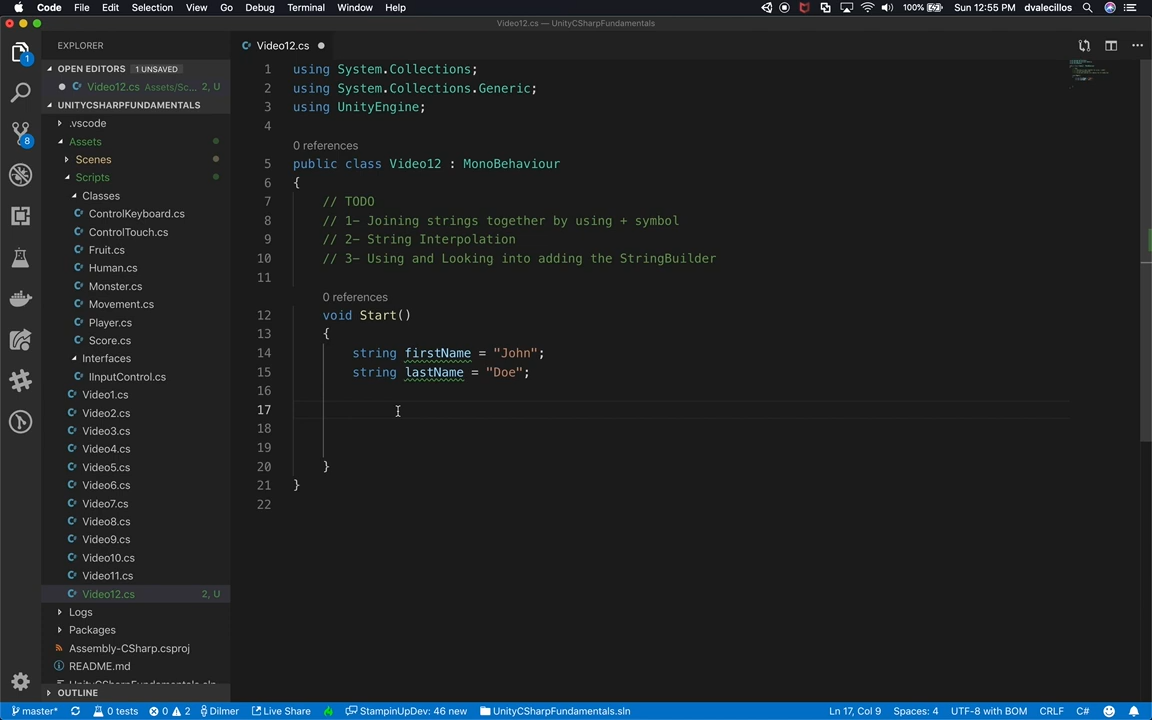 Code File Edit Selection View Go Debug Terminal Window Help 100% Sun 12:55 PM dvalecillos
Video12.cs — UnityCSharpFundamentals
EXPLORER
Video12.cs
OPEN EDITORS 1 UNSAVED
Video12.cs Assets/Sc... 2, U
UNITYCSHARPFUNDAMENTALS
.vscode
Assets
Scenes
Scripts
Classes
ControlKeyboard.cs
ControlTouch.cs
Fruit.cs
Human.cs
Monster.cs
Movement.cs
Player.cs
Score.cs
Interfaces
IInputControl.cs
Video1.cs
Video2.cs
Video3.cs
Video4.cs
Video5.cs
Video6.cs
Video7.cs
Video8.cs
Video9.cs
Video10.cs
Video11.cs
Video12.cs 2, U
Logs
Packages
Assembly-CSharp.csproj
README.md
UnityCSharpFundamentals.sln
OUTLINE
1
8
1 using System.Collections;
2 using System.Collections.Generic;
3 using UnityEngine;
4
0 references
5 public class Video12 : MonoBehaviour
6 {
7 // TODO
8 // 1- Joining strings together by using + symbol
9 // 2- String Interpolation
10 // 3- Using and Looking into adding the StringBuilder
11
0 references
12 void Start()
13 {
14 string firstName = "John";
15 string lastName = "Doe";
16
17
18
19
20 }
21 }
22
master* 0 tests 0 2 Dilmer Live Share StampinUpDev: 46 new UnityCSharpFundamentals.sln Ln 17, Col 9 Spaces: 4 UTF-8 with BOM CRLF C#